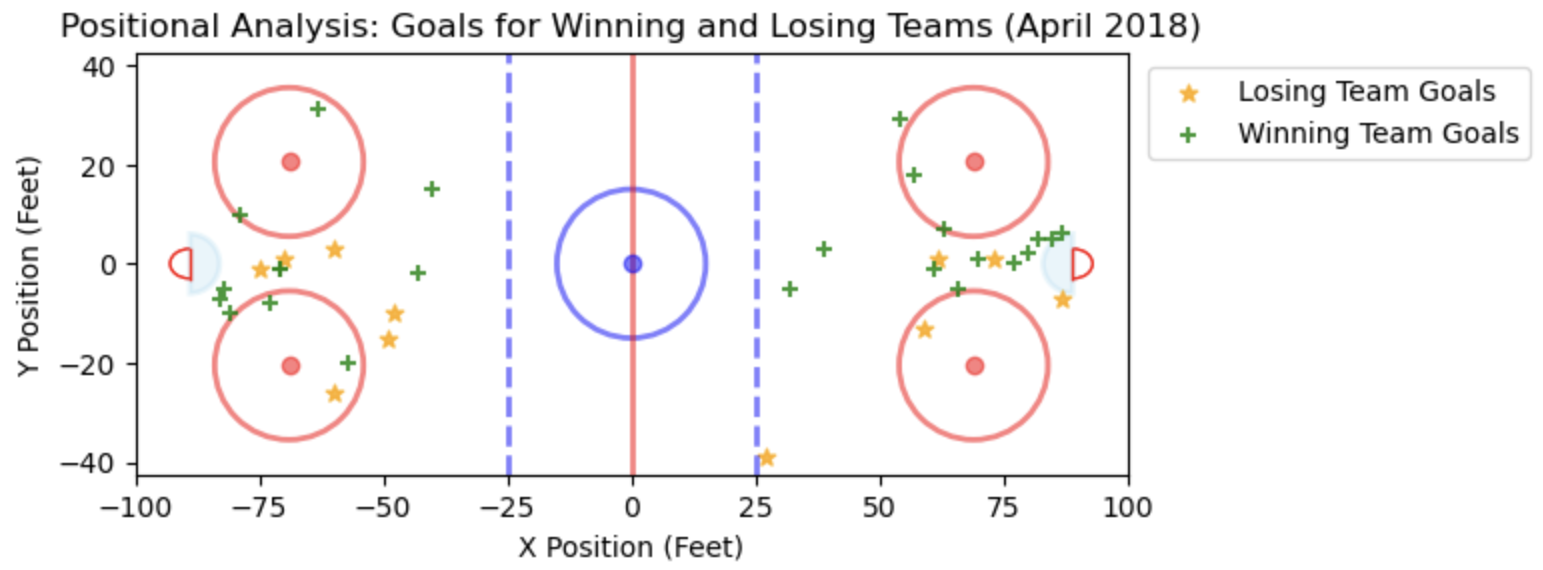 Positional Analysis: Goals for Winning and Losing Teams (April 2018)
Losing Team Goals
Winning Team Goals
Y Position (Feet)
40
20
0
−20
−40
−100 −75 −50 −25 0 25 50 75 100
X Position (Feet)